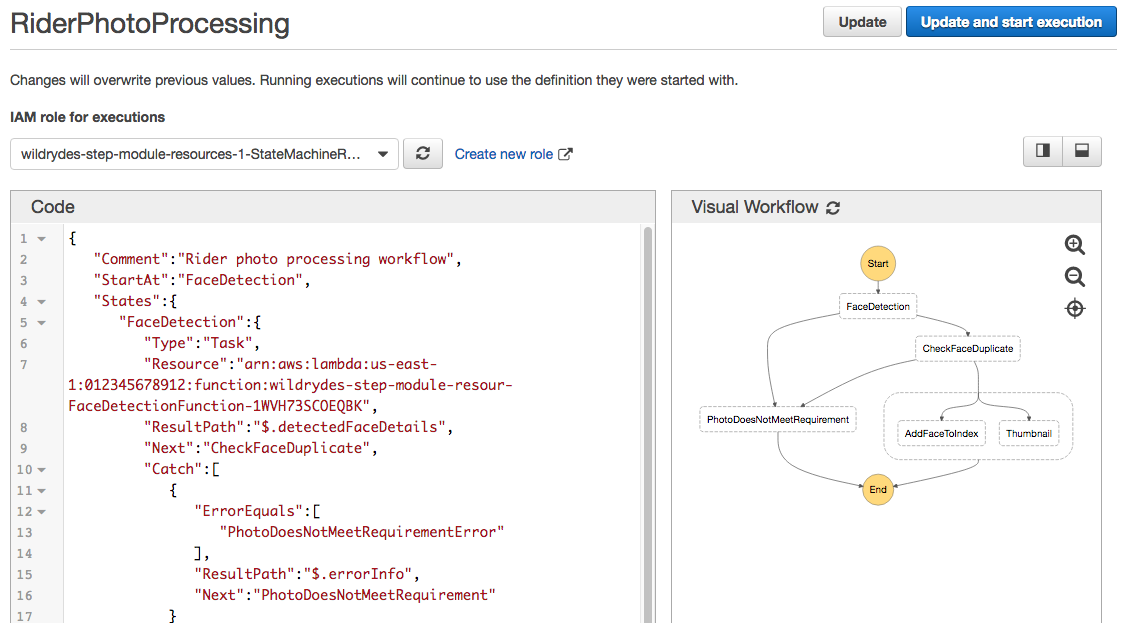 RiderPhotoProcessing
Update
Update and start execution
Changes will overwrite previous values. Running executions will continue to use the definition they were started with.
IAM role for executions
wildrydes-step-module-resources-1-StateMachineR...
Create new role
Code
1 {
2 "Comment":"Rider photo processing workflow",
3 "StartAt":"FaceDetection",
4 "States":{
5 "FaceDetection":{
6 "Type":"Task",
7 "Resource":"arn:aws:lambda:us-east-
1:012345678912:function:wildrydes-step-module-resour-
FaceDetectionFunction-1WVH73SCOEQBK",
8 "ResultPath":"$.detectedFaceDetails",
9 "Next":"CheckFaceDuplicate",
10 "Catch":[
11 {
12 "ErrorEquals":[
13 "PhotoDoesNotMeetRequirementError"
14 ],
15 "ResultPath":"$.errorInfo",
16 "Next":"PhotoDoesNotMeetRequirement"
17 }
Visual Workflow
Start
FaceDetection
CheckFaceDuplicate
PhotoDoesNotMeetRequirement
AddFaceToIndex
Thumbnail
End